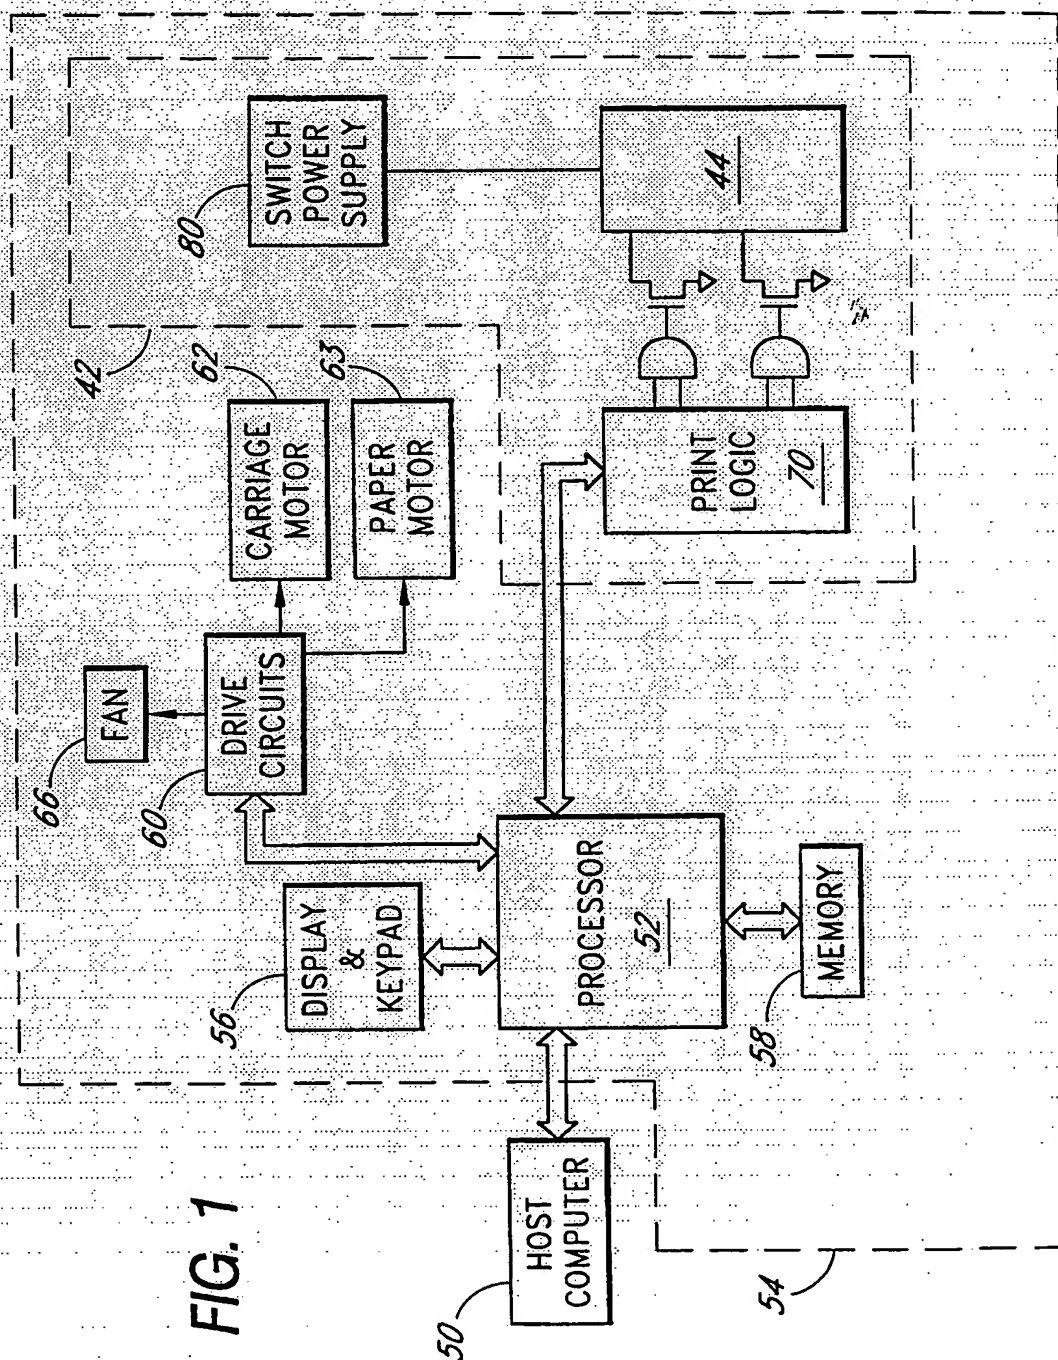 FIG. 1
50
HOST
COMPUTER
54
56
DISPLAY
&
KEYPAD
PROCESSOR
52
58
MEMORY
66
FAN
60
DRIVE
CIRCUITS
62
CARRIAGE
MOTOR
63
PAPER
MOTOR
42
80
SWITCH
POWER
SUPPLY
PRINT
LOGIC
70
44